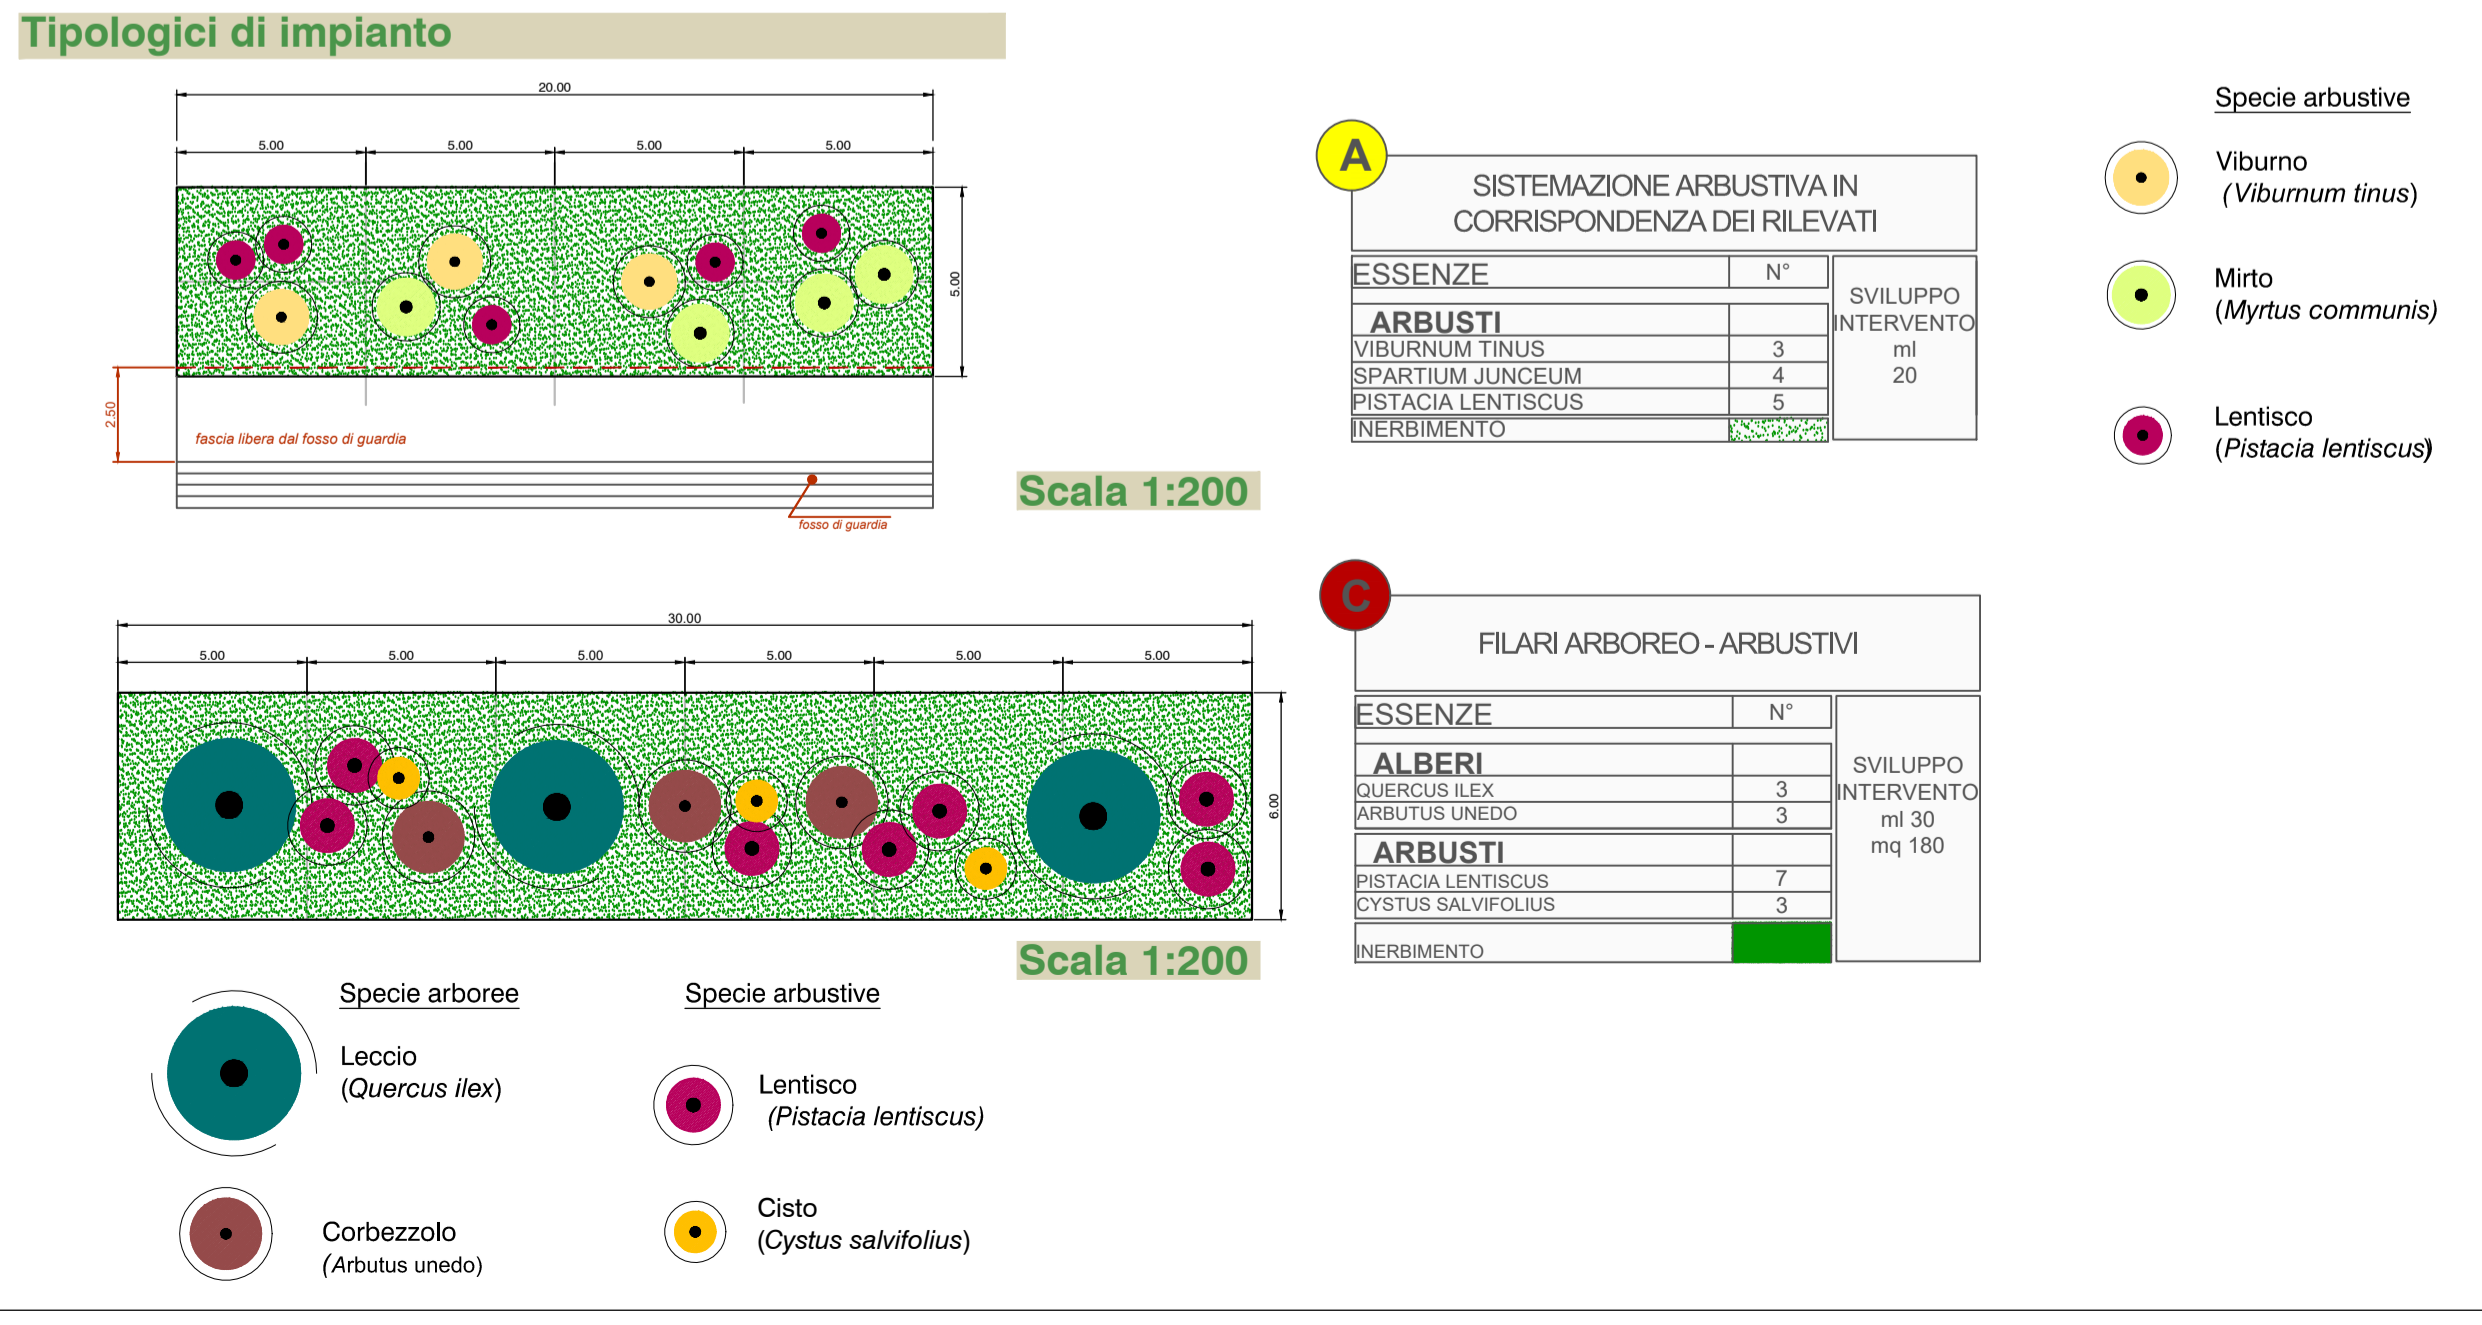 Tipologici di impianto
20.00
5.00 5.00 5.00 5.00
5.00
2.50
fascia libera dal fosso di guardia
fosso di guardia
Scala 1:200
A
SISTEMAZIONE ARBUSTIVA IN
CORRISPONDENZA DEI RILEVATI
ESSENZE N°
ARBUSTI
VIBURNUM TINUS 3
SPARTIUM JUNCEUM 4
PISTACIA LENTISCUS 5
INERBIMENTO
SVILUPPO
INTERVENTO
ml
20
Specie arbustive
Viburno
(Viburnum tinus)
Mirto
(Myrtus communis)
Lentisco
(Pistacia lentiscus)
30.00
5.00 5.00 5.00 5.00 5.00 5.00
6.00
Scala 1:200
C
FILARI ARBOREO - ARBUSTIVI
ESSENZE N°
ALBERI
QUERCUS ILEX 3
ARBUTUS UNEDO 3
ARBUSTI
PISTACIA LENTISCUS 7
CYSTUS SALVIFOLIUS 3
INERBIMENTO
SVILUPPO
INTERVENTO
ml 30
mq 180
Specie arboree
Leccio
(Quercus ilex)
Corbezzolo
(Arbutus unedo)
Specie arbustive
Lentisco
(Pistacia lentiscus)
Cisto
(Cystus salvifolius)